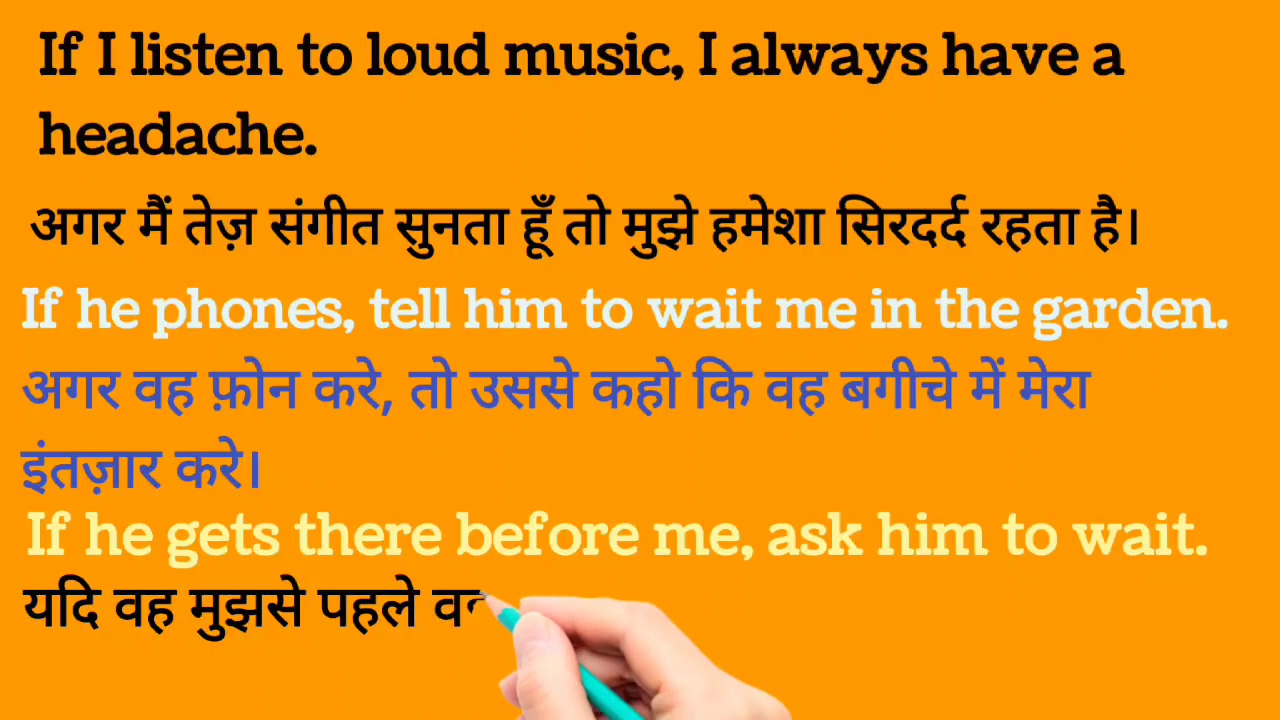 If I listen to loud music, I always have a
headache.
अगर मैं तेज़ संगीत सुनता हूँ तो मुझे हमेशा सिरदर्द रहता है।
If he phones, tell him to wait me in the garden.
अगर वह फ़ोन करे, तो उससे कहो कि वह बगीचे में मेरा
इंतज़ार करे।
If he gets there before me, ask him to wait.
यदि वह मुझसे पहले